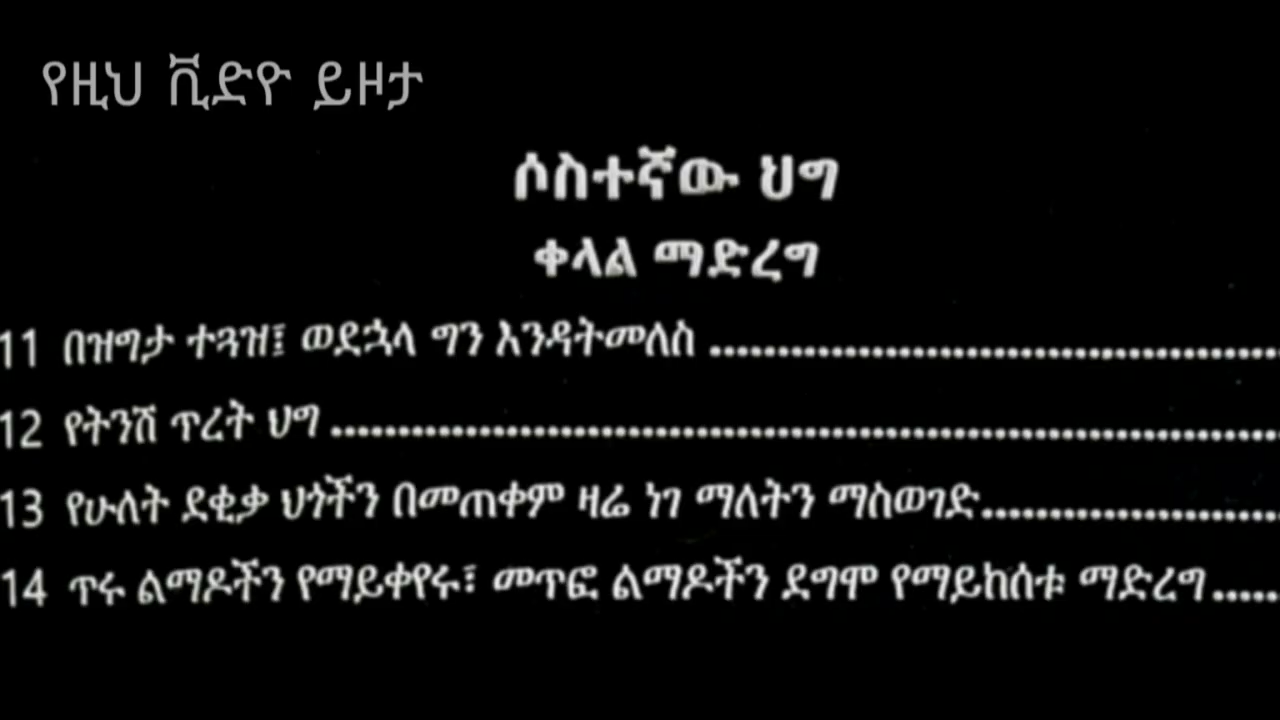 የዚህ ቪድዮ ይዞታ
ሶስተኛው ህግ
ቀላል ማድረግ
11 በዝግታ ተጓዝ፤ ወደኋላ ግን እንዳትመለስ ........................................
12 የትንሽ ጥረት ህግ ........................................
13 የሁለት ደቂቃ ህጎችን በመጠቀም ዛሬ ነገ ማለትን ማስወገድ........................
14 ጥሩ ልማዶችን የማይቀየሩ፣ መጥፎ ልማዶችን ደግሞ የማይከሰቱ ማድረግ.....